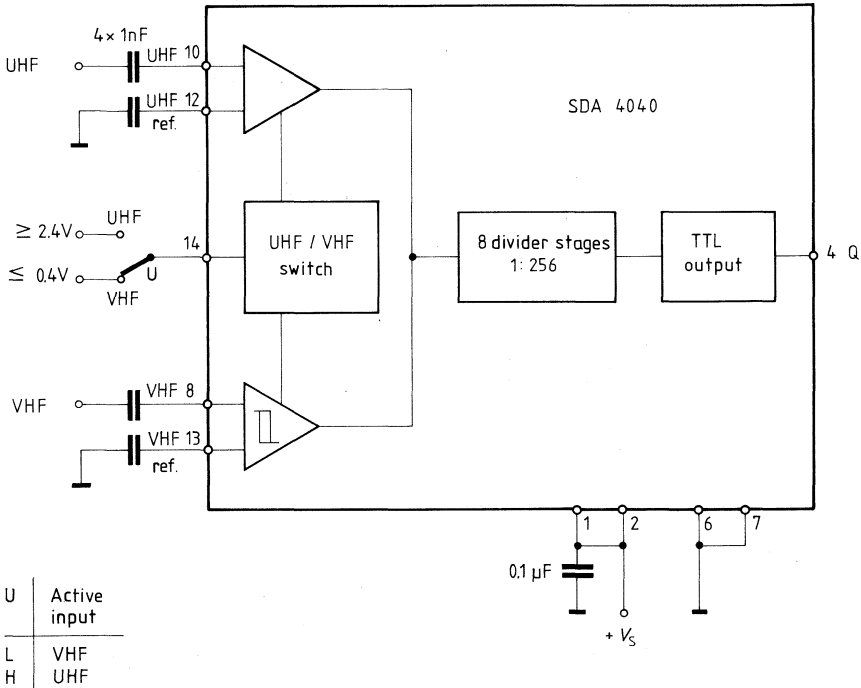 4 × 1nF
UHF
UHF 10
UHF 12
ref.
SDA 4040
UHF
≥ 2.4V
14
≤ 0.4V
U
VHF
UHF / VHF
switch
8 divider stages
1: 256
TTL
output
4 Q
VHF
VHF 8
VHF 13
ref.
1
2
6
7
0.1 µF
+ VS
U
Active
input
L
VHF
H
UHF